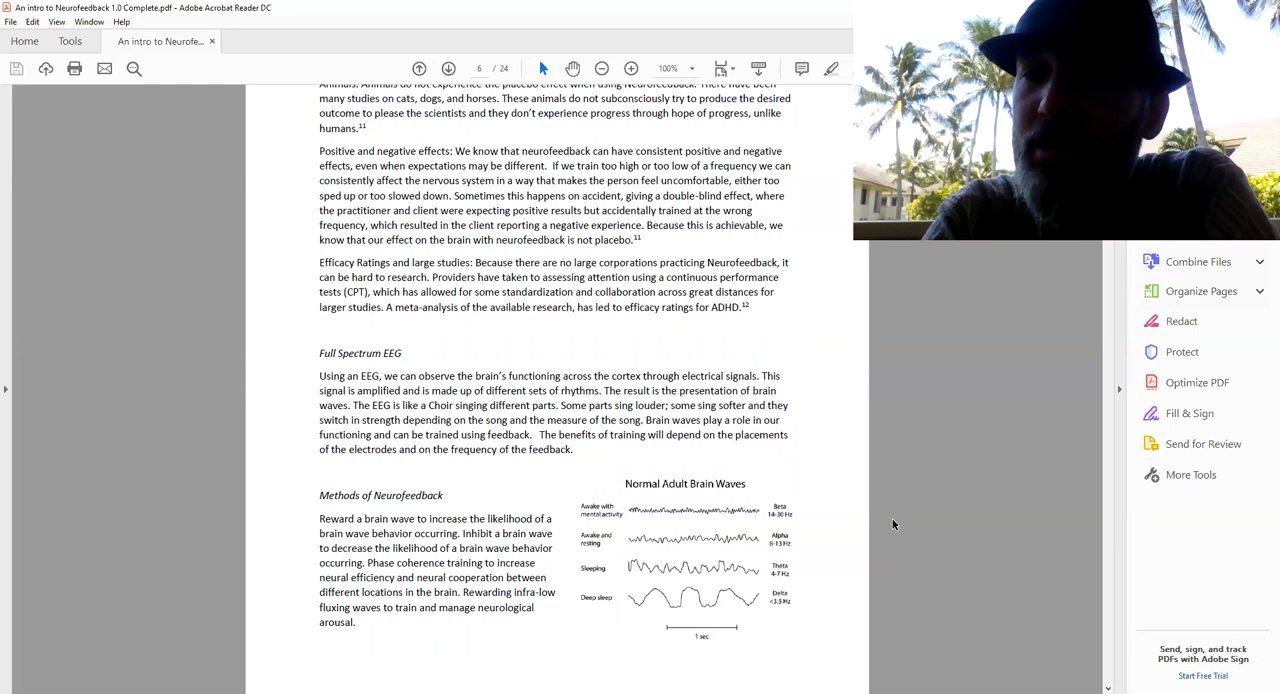 An intro to Neurofeedback 1.0 Complete.pdf - Adobe Acrobat Reader DC
File Edit View Window Help
Home Tools An intro to Neurofe... ×
6 / 24 100%
Animals: Animals do not experience the placebo effect when using Neurofeedback. There have been
many studies on cats, dogs, and horses. These animals do not subconsciously try to produce the desired
outcome to please the scientists and they don't experience progress through hope of progress, unlike
humans.11
Positive and negative effects: We know that neurofeedback can have consistent positive and negative
effects, even when expectations may be different. If we train too high or too low of a frequency we can
consistently affect the nervous system in a way that makes the person feel uncomfortable, either too
sped up or too slowed down. Sometimes this happens on accident, giving a double-blind effect, where
the practitioner and client were expecting positive results but accidentally trained at the wrong
frequency, which resulted in the client reporting a negative experience. Because this is achievable, we
know that our effect on the brain with neurofeedback is not placebo.11
Efficacy Ratings and large studies: Because there are no large corporations practicing Neurofeedback, it
can be hard to research. Providers have taken to assessing attention using a continuous performance
tests (CPT), which has allowed for some standardization and collaboration across great distances for
larger studies. A meta-analysis of the available research, has led to efficacy ratings for ADHD.12
Full Spectrum EEG
Using an EEG, we can observe the brain's functioning across the cortex through electrical signals. This
signal is amplified and is made up of different sets of rhythms. The result is the presentation of brain
waves. The EEG is like a Choir singing different parts. Some parts sing louder; some sing softer and they
switch in strength depending on the song and the measure of the song. Brain waves play a role in our
functioning and can be trained using feedback. The benefits of training will depend on the placements
of the electrodes and on the frequency of the feedback.
Methods of Neurofeedback
Reward a brain wave to increase the likelihood of a
brain wave behavior occurring. Inhibit a brain wave
to decrease the likelihood of a brain wave behavior
occurring. Phase coherence training to increase
neural efficiency and neural cooperation between
different locations in the brain. Rewarding infra-low
fluxing waves to train and manage neurological
arousal.
Normal Adult Brain Waves
Awake with
mental activity
Beta
14-30 Hz
Awake and
resting
Alpha
8-13 Hz
Sleeping
Theta
4-7 Hz
Deep sleep
Delta
<3.5 Hz
1 sec
Combine Files
Organize Pages
Redact
Protect
Optimize PDF
Fill & Sign
Send for Review
More Tools
Send, sign, and track
PDFs with Adobe Sign
Start Free Trial